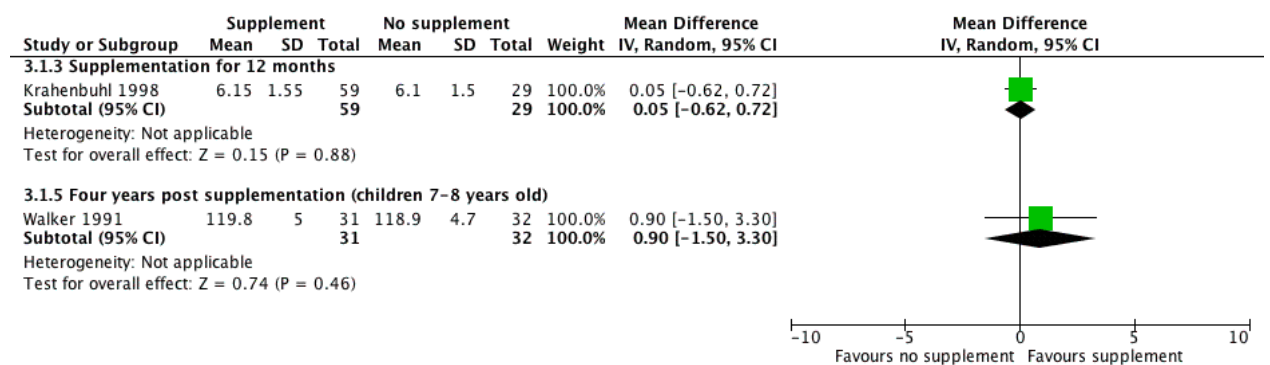 Supplement No supplement Mean Difference Mean Difference
Study or Subgroup Mean SD Total Mean SD Total Weight IV, Random, 95% CI IV, Random, 95% CI
3.1.3 Supplementation for 12 months
Krahenbuhl 1998 6.15 1.55 59 6.1 1.5 29 100.0% 0.05 [−0.62, 0.72]
Subtotal (95% CI) 59 29 100.0% 0.05 [−0.62, 0.72]
Heterogeneity: Not applicable
Test for overall effect: Z = 0.15 (P = 0.88)
3.1.5 Four years post supplementation (children 7−8 years old)
Walker 1991 119.8 5 31 118.9 4.7 32 100.0% 0.90 [−1.50, 3.30]
Subtotal (95% CI) 31 32 100.0% 0.90 [−1.50, 3.30]
Heterogeneity: Not applicable
Test for overall effect: Z = 0.74 (P = 0.46)
−10 −5 0 5 10
Favours no supplement Favours supplement